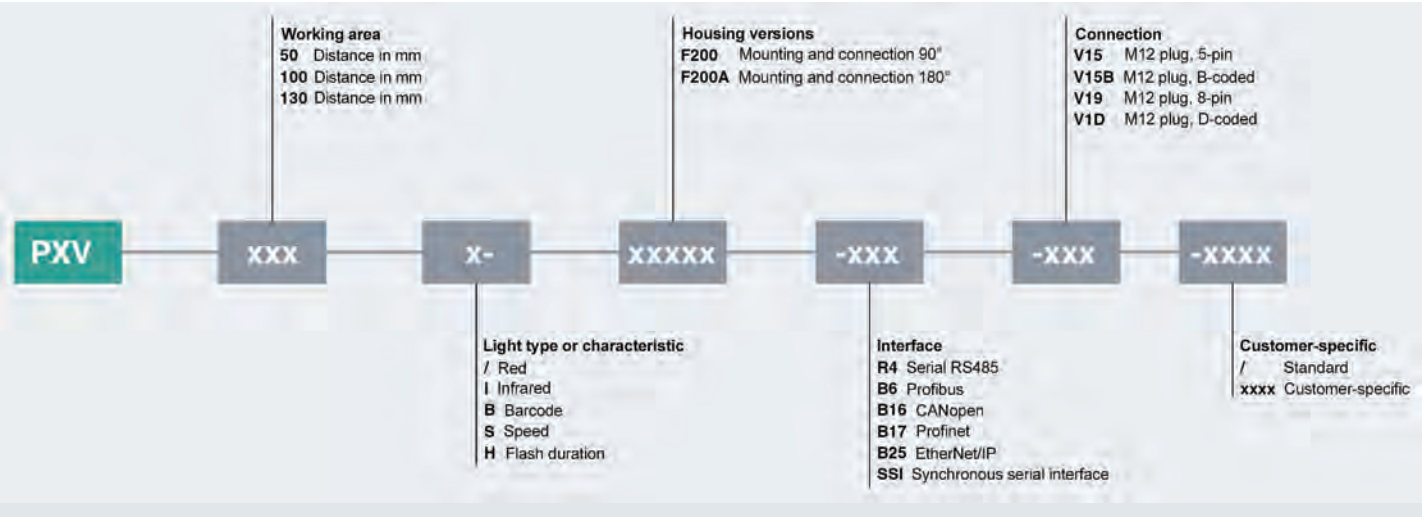 Working area
50 Distance in mm
100 Distance in mm
130 Distance in mm
Housing versions
F200 Mounting and connection 90°
F200A Mounting and connection 180°
Connection
V15 M12 plug, 5-pin
V15B M12 plug, B-coded
V19 M12 plug, 8-pin
V1D M12 plug, D-coded
PXV
xxx
x-
xxxxx
-xxx
-xxx
-xxxx
Light type or characteristic
/ Red
I Infrared
B Barcode
S Speed
H Flash duration
Interface
R4 Serial RS485
B6 Profibus
B16 CANopen
B17 Profinet
B25 EtherNet/IP
SSI Synchronous serial interface
Customer-specific
/ Standard
xxxx Customer-specific